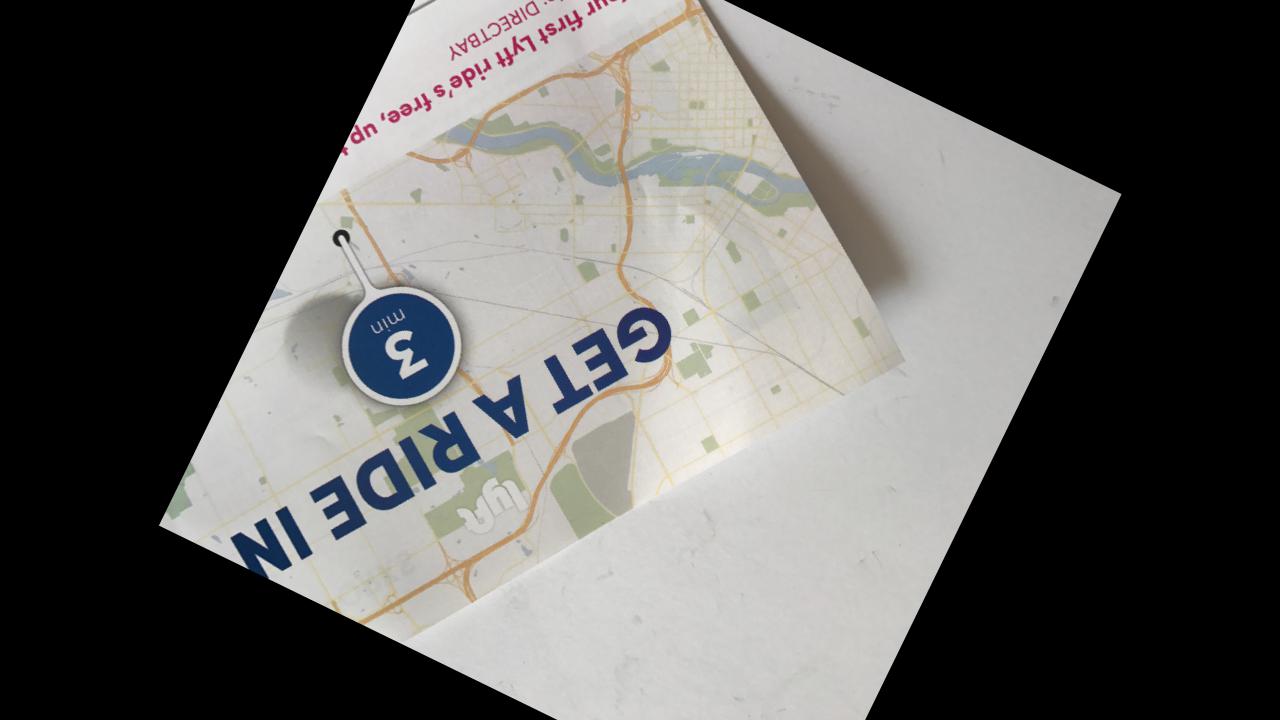 GET A RIDE IN
3
min
lyft
our first Lyft ride's free, up
DIRECTBAY